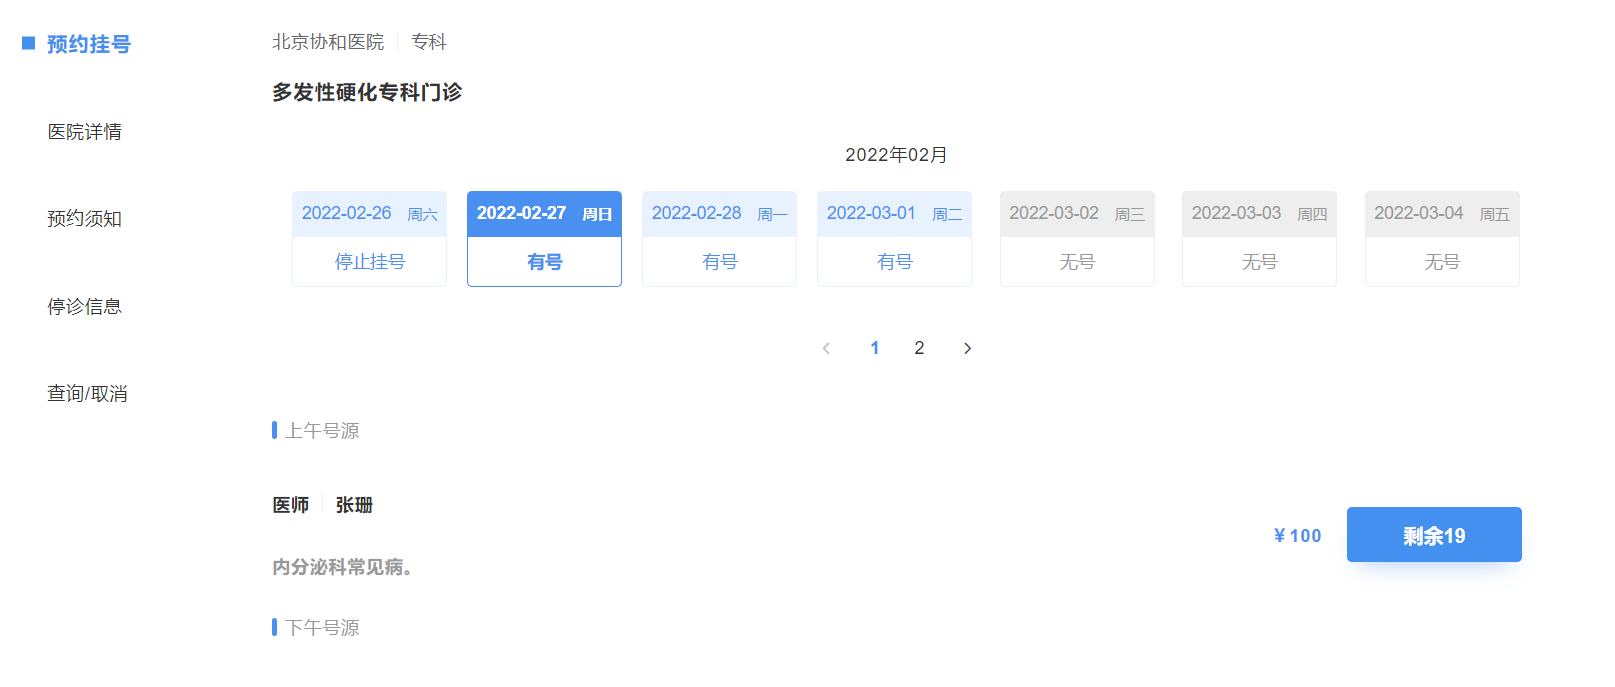 预约挂号
医院详情
预约须知
停诊信息
查询/取消
北京协和医院 专科
多发性硬化专科门诊
2022年02月
2022-02-26 周六 2022-02-27 周日 2022-02-28 周一 2022-03-01 周二 2022-03-02 周三 2022-03-03 周四 2022-03-04 周五
停止挂号 有号 有号 有号 无号 无号 无号
1 2
上午号源
医师 张珊
¥100 剩余19
内分泌科常见病。
下午号源